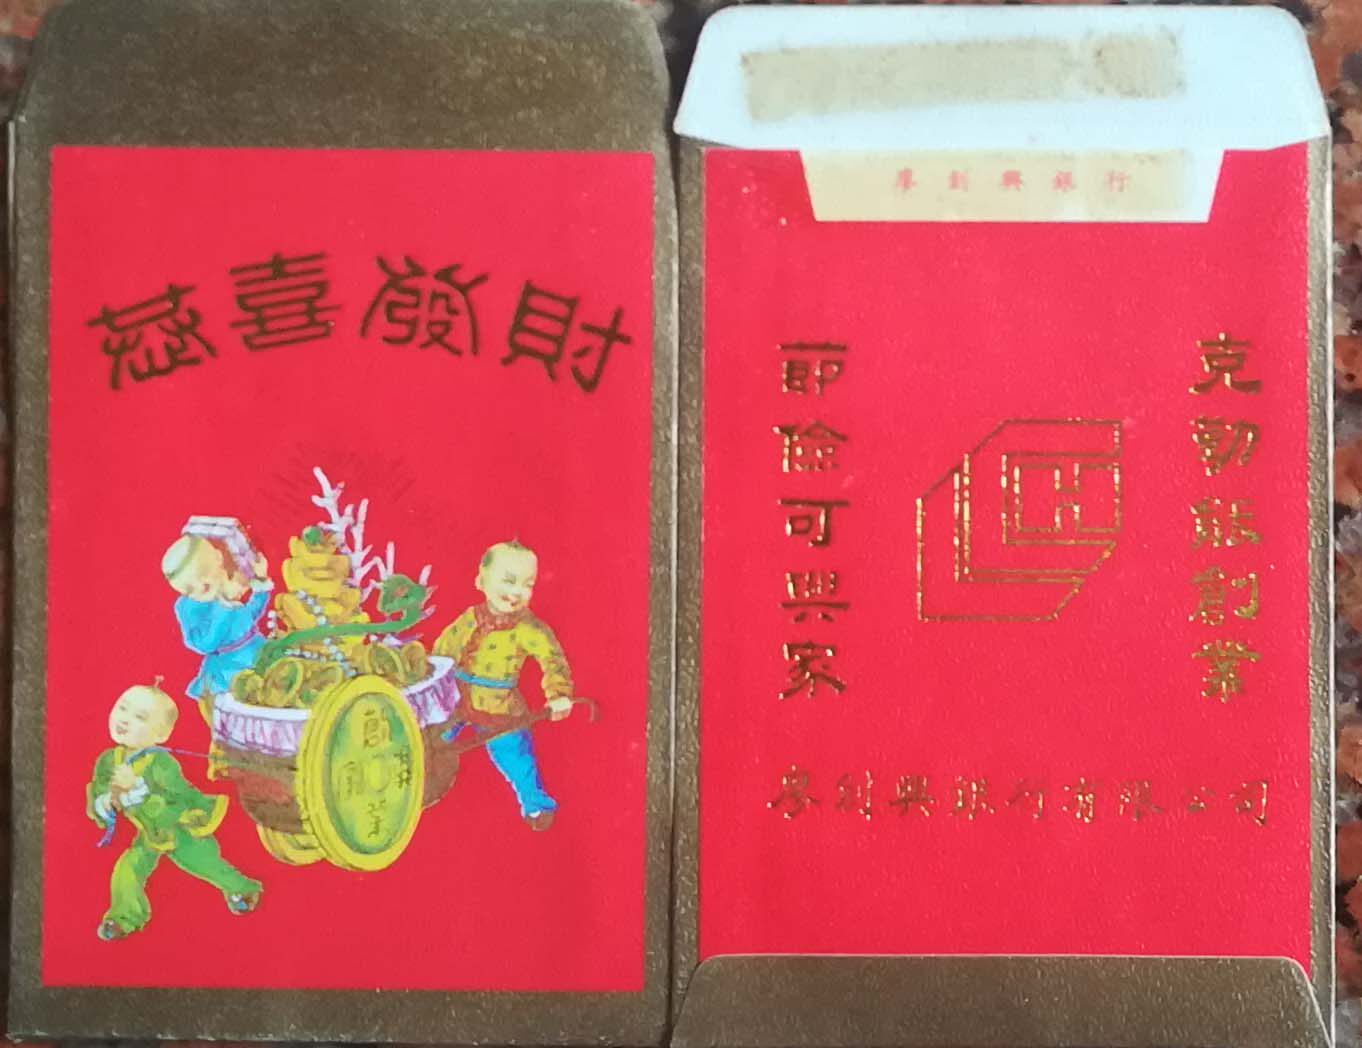 恭喜發財
廖創興銀行
克勤能創業
節儉可興家
廖創興銀行有限公司